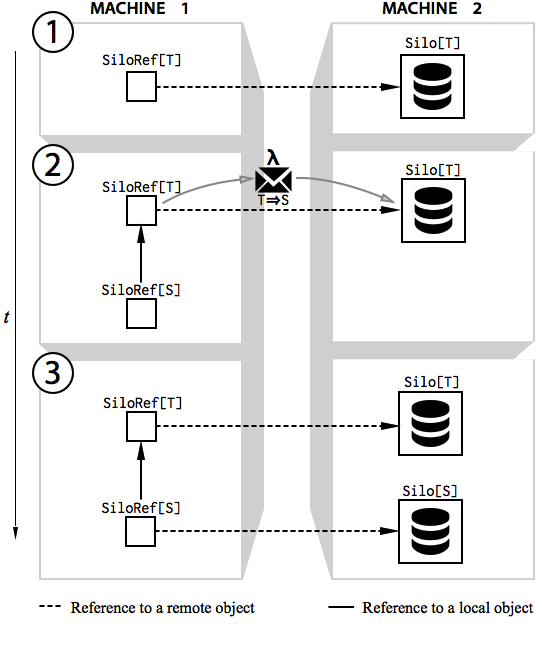 MACHINE 1
MACHINE 2
1
SiloRef[T]
Silo[T]
2
λ
SiloRef[T]
T⇒S
Silo[T]
SiloRef[S]
t
3
SiloRef[T]
Silo[T]
SiloRef[S]
Silo[S]
Reference to a remote object
Reference to a local object